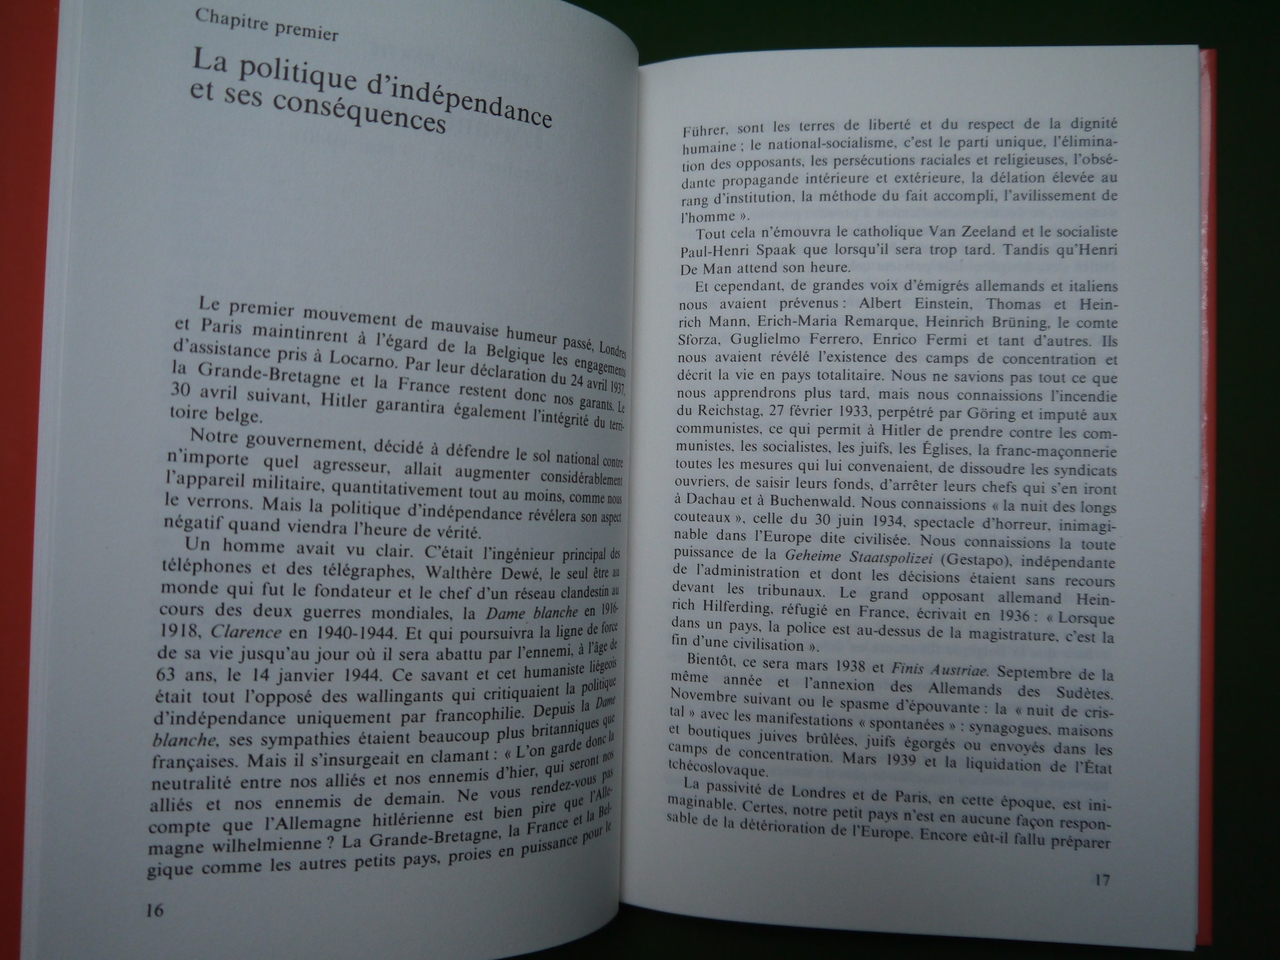 Chapitre premier
La politique d'indépendance
et ses conséquences
Le premier mouvement de mauvaise humeur passé, Londres
et Paris maintinrent à l'égard de la Belgique les engagements
d'assistance pris à Locarno. Par leur déclaration du 24 avril 1937,
la Grande-Bretagne et la France restent donc nos garants. Le
30 avril suivant, Hitler garantira également l'intégrité du terri-
toire belge.
Notre gouvernement, décidé à défendre le sol national contre
n'importe quel agresseur, allait augmenter considérablement
l'appareil militaire, quantitativement tout au moins, comme nous
le verrons. Mais la politique d'indépendance révélera son aspect
négatif quand viendra l'heure de vérité.
Un homme avait vu clair. C'était l'ingénieur principal des
téléphones et des télégraphes, Walthère Dewé, le seul être au
monde qui fut le fondateur et le chef d'un réseau clandestin au
cours des deux guerres mondiales, la Dame blanche en 1916-
1918, Clarence en 1940-1944. Et qui poursuivra la ligne de force
de sa vie jusqu'au jour où il sera abattu par l'ennemi, à l'âge de
63 ans, le 14 janvier 1944. Ce savant et cet humaniste liégeois
était tout l'opposé des wallingants qui critiquaient la politique
d'indépendance uniquement par francophilie. Depuis la Dame
blanche, ses sympathies étaient beaucoup plus britanniques que
françaises. Mais il s'insurgeait en clamant : « L'on garde donc la
neutralité entre nos alliés et nos ennemis d'hier, qui seront nos
alliés et nos ennemis de demain. Ne vous rendez-vous pas
compte que l'Allemagne hitlérienne est bien pire que l'Alle-
magne wilhelmienne ? La Grande-Bretagne, la France et la Bel-
gique comme les autres petits pays, proies en puissance pour le
16
Führer, sont les terres de liberté et du respect de la dignité
humaine ; le national-socialisme, c'est le parti unique, l'élimina-
tion des opposants, les persécutions raciales et religieuses, l'obsé-
dante propagande intérieure et extérieure, la délation élevée au
rang d'institution, la méthode du fait accompli, l'avilissement de
l'homme ».
Tout cela n'émouvra le catholique Van Zeeland et le socialiste
Paul-Henri Spaak que lorsqu'il sera trop tard. Tandis qu'Henri
De Man attend son heure.
Et cependant, de grandes voix d'émigrés allemands et italiens
nous avaient prévenus : Albert Einstein, Thomas et Hein-
rich Mann, Erich-Maria Remarque, Heinrich Brüning, le comte
Sforza, Guglielmo Ferrero, Enrico Fermi et tant d'autres. Ils
nous avaient révélé l'existence des camps de concentration et
décrit la vie en pays totalitaire. Nous ne savions pas tout ce que
nous apprendrons plus tard, mais nous connaissions l'incendie
du Reichstag, 27 février 1933, perpétré par Göring et imputé aux
communistes, ce qui permit à Hitler de prendre contre les com-
munistes, les socialistes, les juifs, les Églises, la franc-maçonnerie
toutes les mesures qui lui convenaient, de dissoudre les syndicats
ouvriers, de saisir leurs fonds, d'arrêter leurs chefs qui s'en iront
à Dachau et à Buchenwald. Nous connaissions « la nuit des longs
couteaux », celle du 30 juin 1934, spectacle d'horreur, inimagi-
nable dans l'Europe dite civilisée. Nous connaissions la toute
puissance de la Geheime Staatspolizei (Gestapo), indépendante
de l'administration et dont les décisions étaient sans recours
devant les tribunaux. Le grand opposant allemand Hein-
rich Hilferding, réfugié en France, écrivait en 1936 : « Lorsque
dans un pays, la police est au-dessus de la magistrature, c'est la
fin d'une civilisation ».
Bientôt, ce sera mars 1938 et Finis Austriae. Septembre de la
même année et l'annexion des Allemands des Sudètes.
Novembre suivant ou le spasme d'épouvante : la « nuit de cris-
tal » avec les manifestations « spontanées » : synagogues, maisons
et boutiques juives brûlées, juifs égorgés ou envoyés dans les
camps de concentration. Mars 1939 et la liquidation de l'État
tchécoslovaque.
La passivité de Londres et de Paris, en cette époque, est ini-
maginable. Certes, notre petit pays n'est en aucune façon respon-
sable de la détérioration de l'Europe. Encore eût-il fallu préparer
17